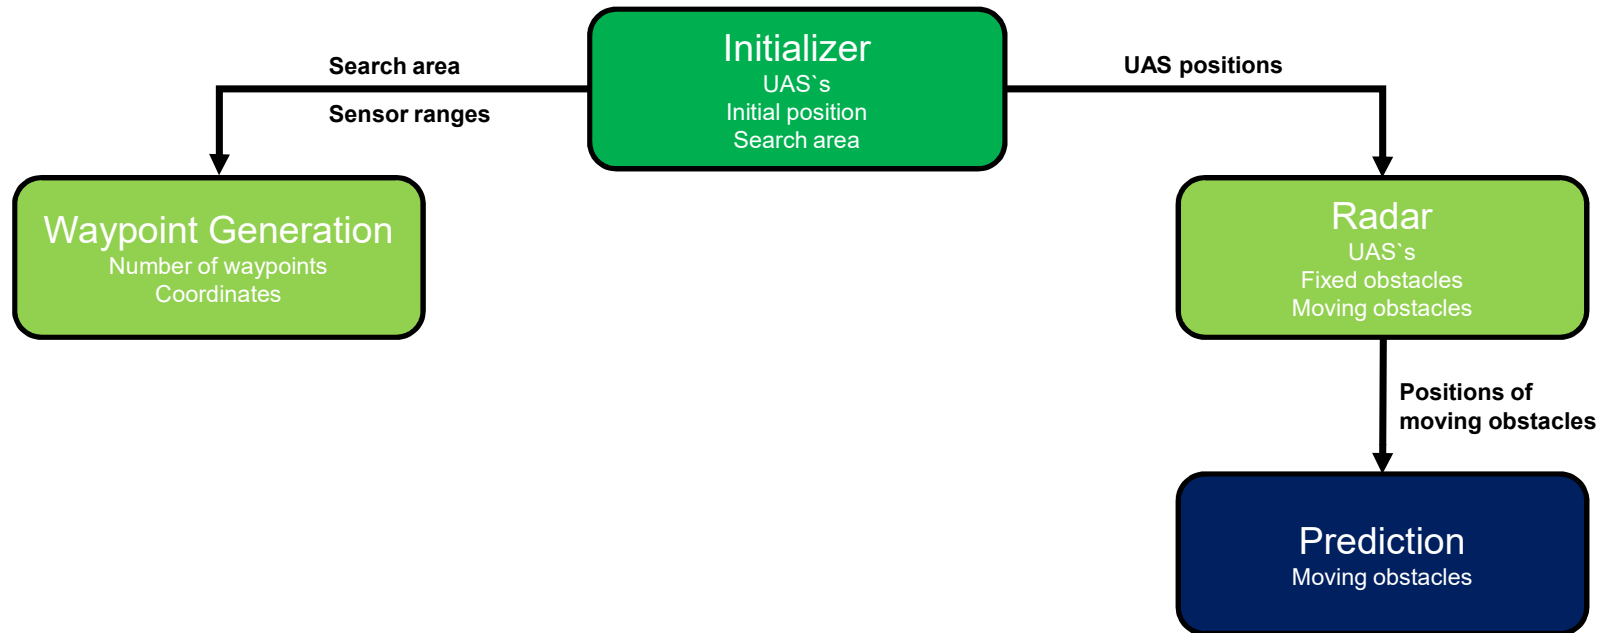 Initializer
UAS`s
Initial position
Search area
Search area
Sensor ranges
UAS positions
Waypoint Generation
Number of waypoints
Coordinates
Radar
UAS`s
Fixed obstacles
Moving obstacles
Positions of
moving obstacles
Prediction
Moving obstacles